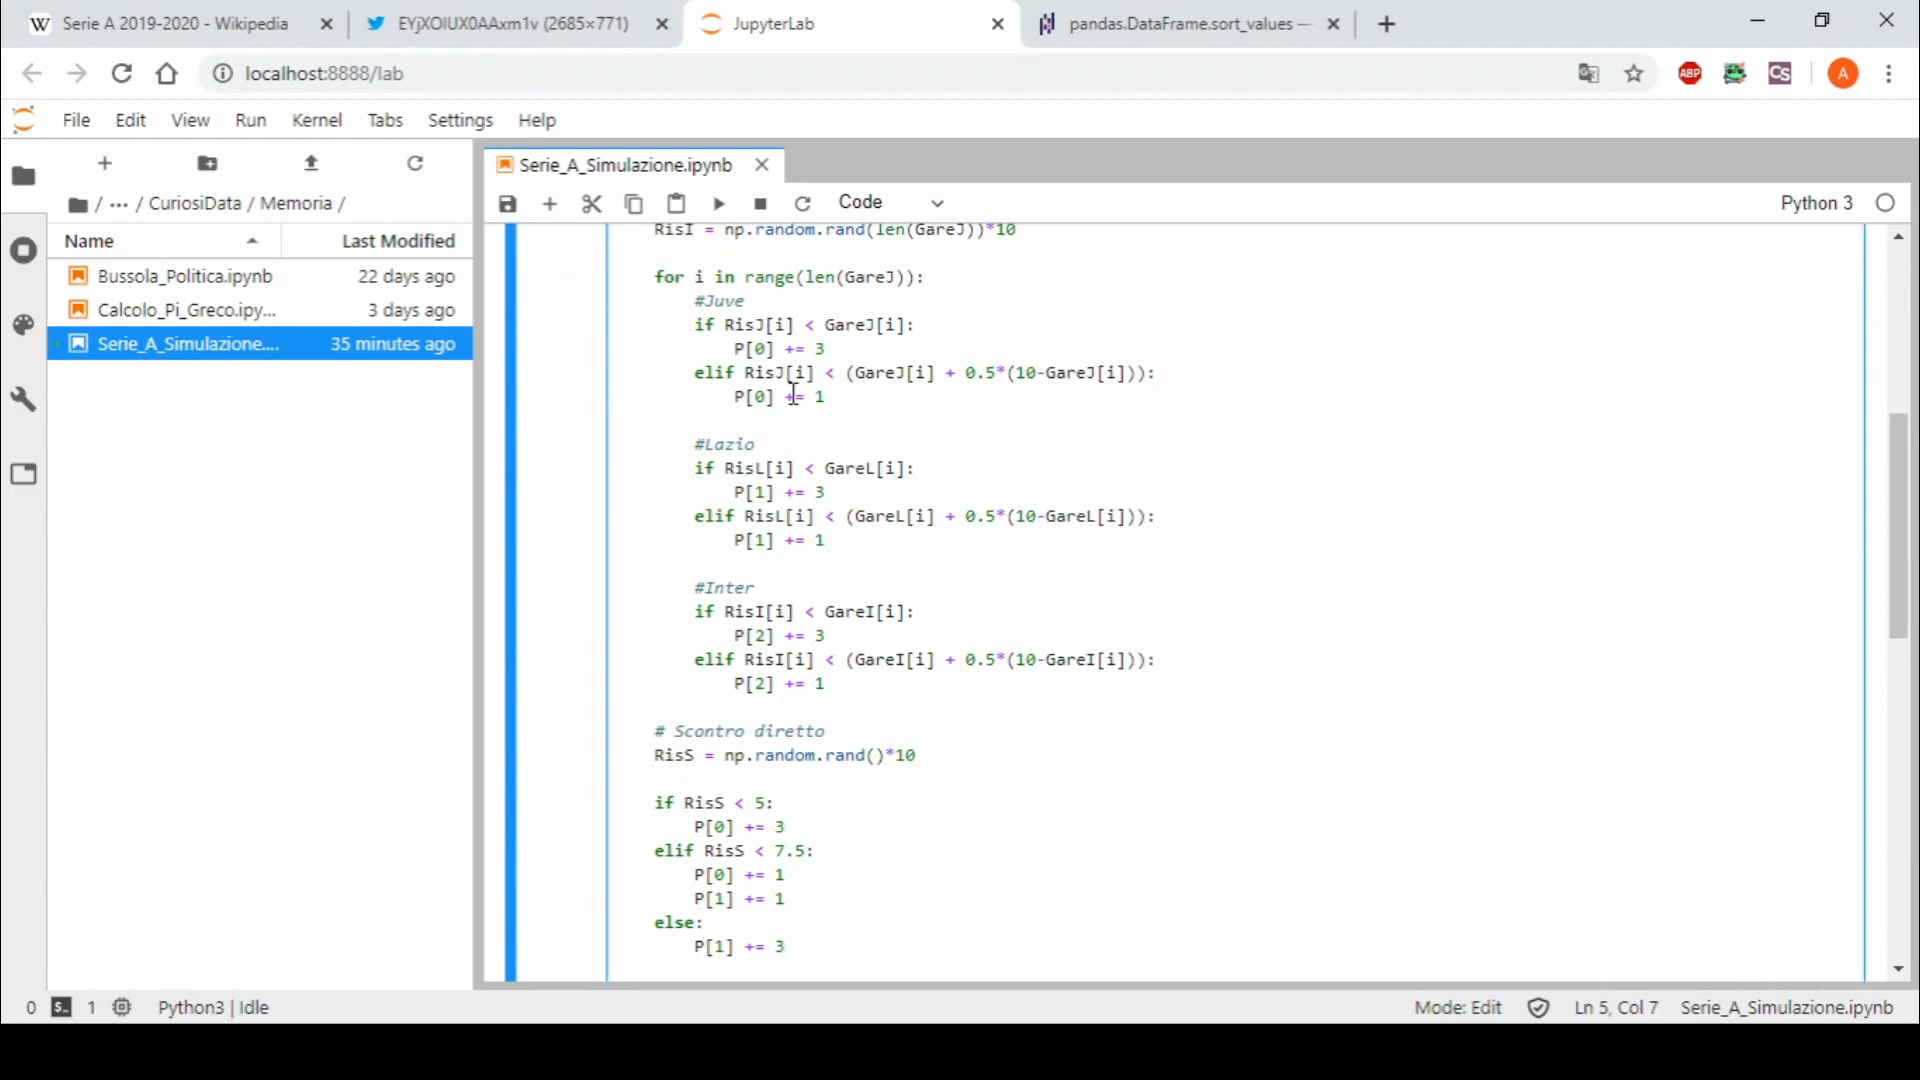 W Serie A 2019-2020 - Wikipedia
EYjXOIUX0AAxm1v (2685×771)
JupyterLab
pandas.DataFrame.sort_values —
localhost:8888/lab
ABP
CS
A
File Edit View Run Kernel Tabs Settings Help
Serie_A_Simulazione.ipynb
/ ··· / CuriosiData / Memoria /
Code
Python 3
Name
Last Modified
Bussola_Politica.ipynb 22 days ago
Calcolo_Pi_Greco.ipy... 3 days ago
Serie_A_Simulazione.... 35 minutes ago
RisI = np.random.rand(len(GareJ))*10
for i in range(len(GareJ)):
#Juve
if RisJ[i] < GareJ[i]:
P[0] += 3
elif RisJ[i] < (GareJ[i] + 0.5*(10-GareJ[i])):
P[0] += 1
#Lazio
if RisL[i] < GareL[i]:
P[1] += 3
elif RisL[i] < (GareL[i] + 0.5*(10-GareL[i])):
P[1] += 1
#Inter
if RisI[i] < GareI[i]:
P[2] += 3
elif RisI[i] < (GareI[i] + 0.5*(10-GareI[i])):
P[2] += 1
# Scontro diretto
RisS = np.random.rand()*10
if RisS < 5:
P[0] += 3
elif RisS < 7.5:
P[0] += 1
P[1] += 1
else:
P[1] += 3
0 1 Python3 | Idle
Mode: Edit Ln 5, Col 7 Serie_A_Simulazione.ipynb